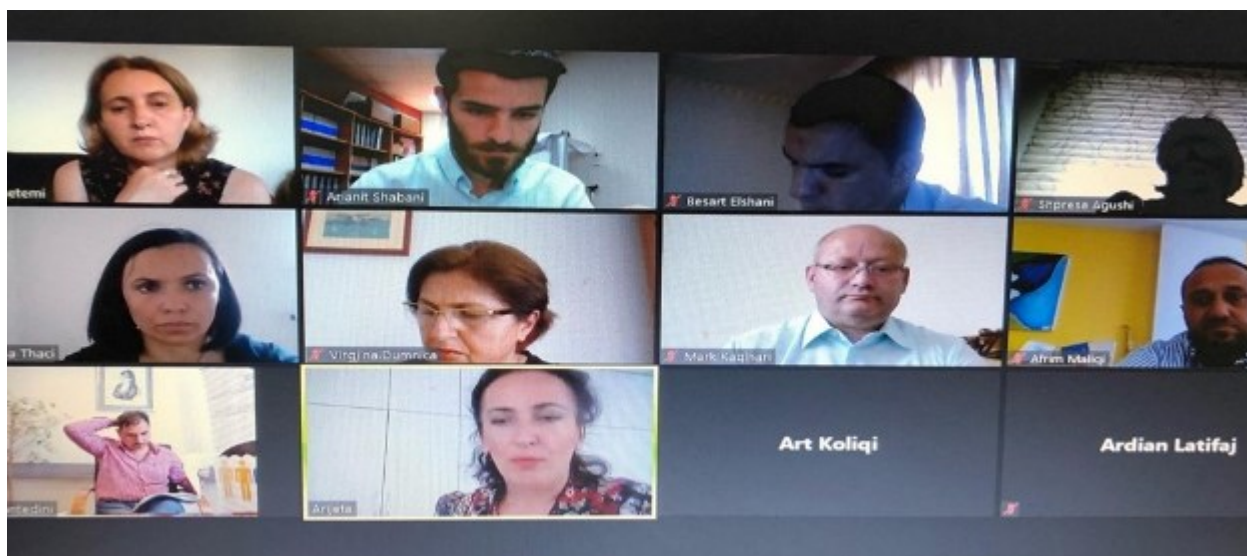 etemi
Arianit Shabani
Besart Elshani
Shpresa Agushi
a Thaci
Virgjina Dumnica
Mark Kaqinari
Afrim Maliqi
ntedini
Arijeta
Art Koliqi
Ardian Latifaj